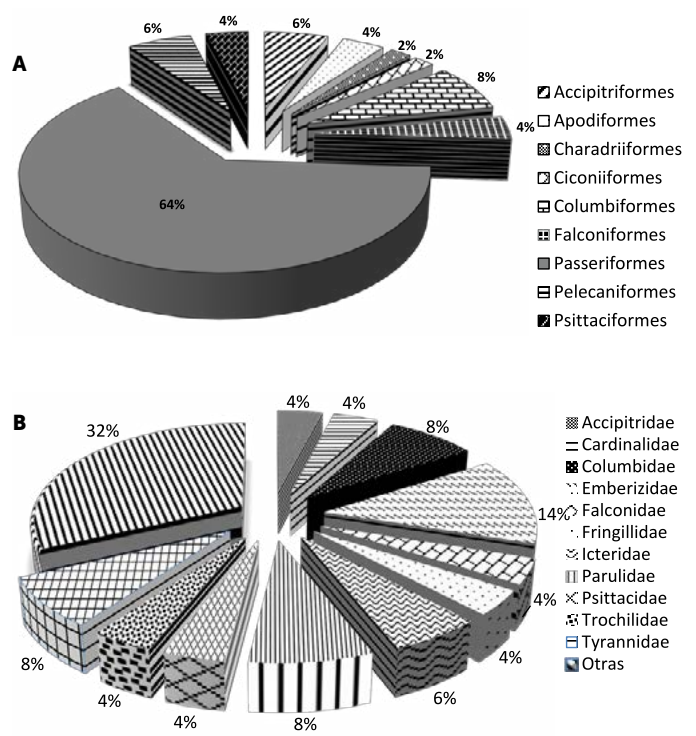 A
6%
4%
6%
4%
2%
2%
8%
4%
64%
Accipitriformes
Apodiformes
Charadriiformes
Ciconiiformes
Columbiformes
Falconiformes
Passeriformes
Pelecaniformes
Psittaciformes
B
32%
4%
4%
8%
14%
4%
4%
6%
8%
4%
4%
8%
Accipitridae
Cardinalidae
Columbidae
Emberizidae
Falconidae
Fringillidae
Icteridae
Parulidae
Psittacidae
Trochilidae
Tyrannidae
Otras